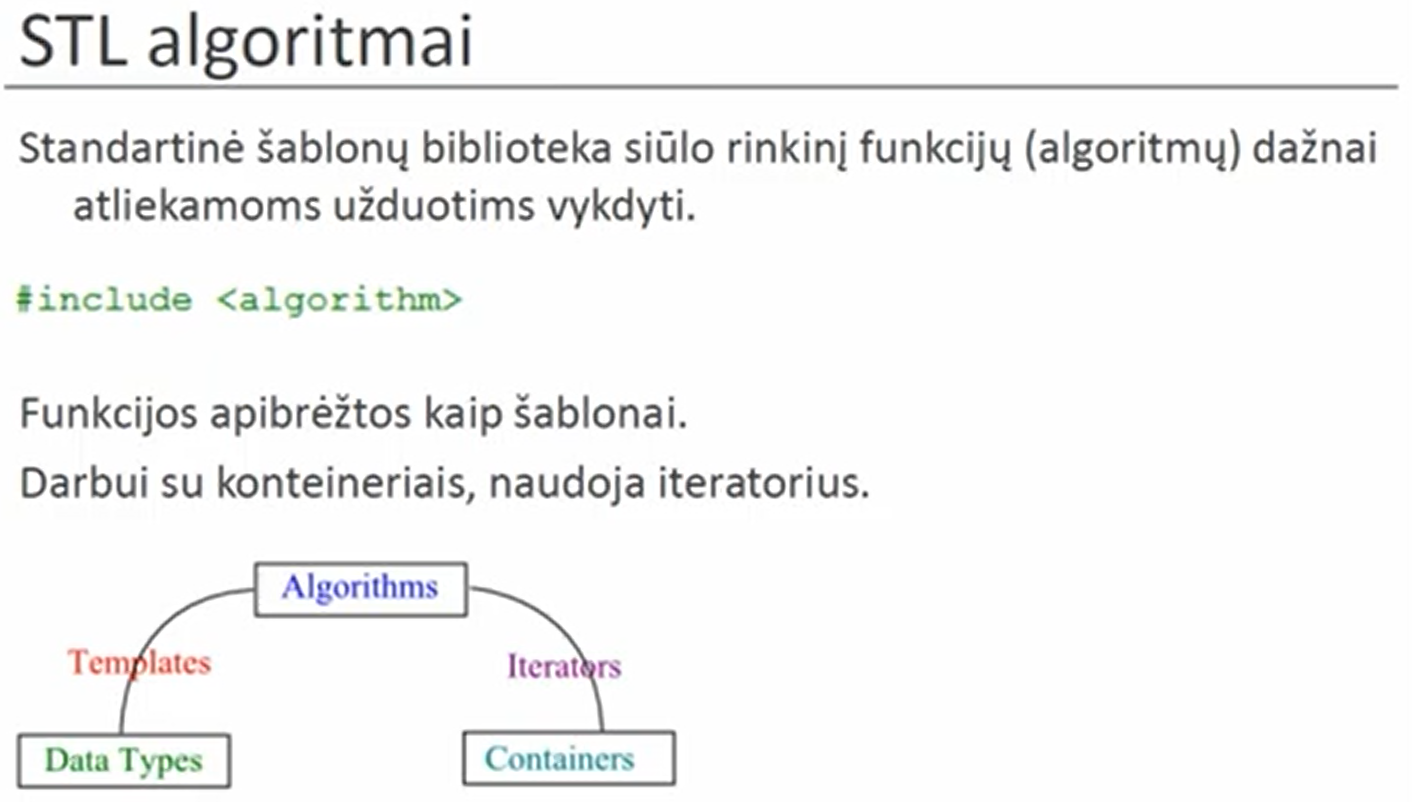 STL algoritmai
Standartinė šablonų biblioteka siūlo rinkinį funkcijų (algoritmų) dažnai
atliekamoms užduotims vykdyti.
#include <algorithm>
Funkcijos apibrėžtos kaip šablonai.
Darbui su konteineriais, naudoja iteratorius.
Algorithms
Templates
Iterators
Data Types
Containers